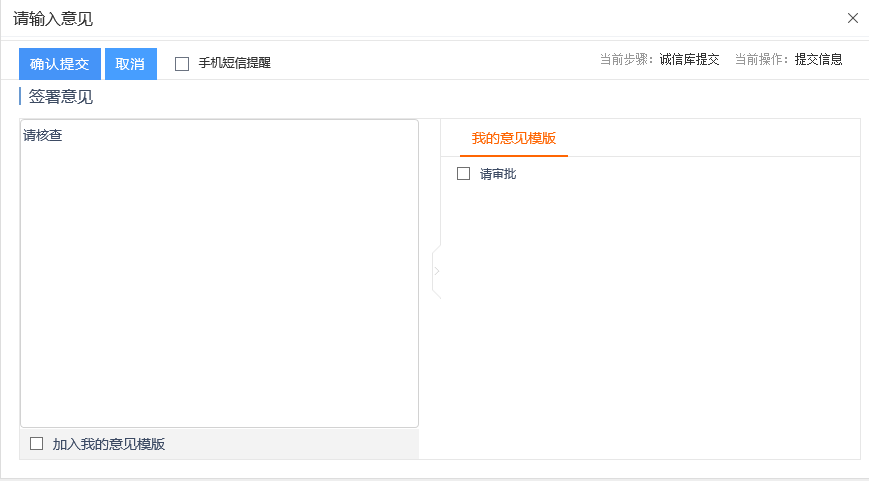 请输入意见
确认提交 取消 手机短信提醒 当前步骤：诚信库提交 当前操作：提交信息
签署意见
请核查
我的意见模版
请审批
加入我的意见模版